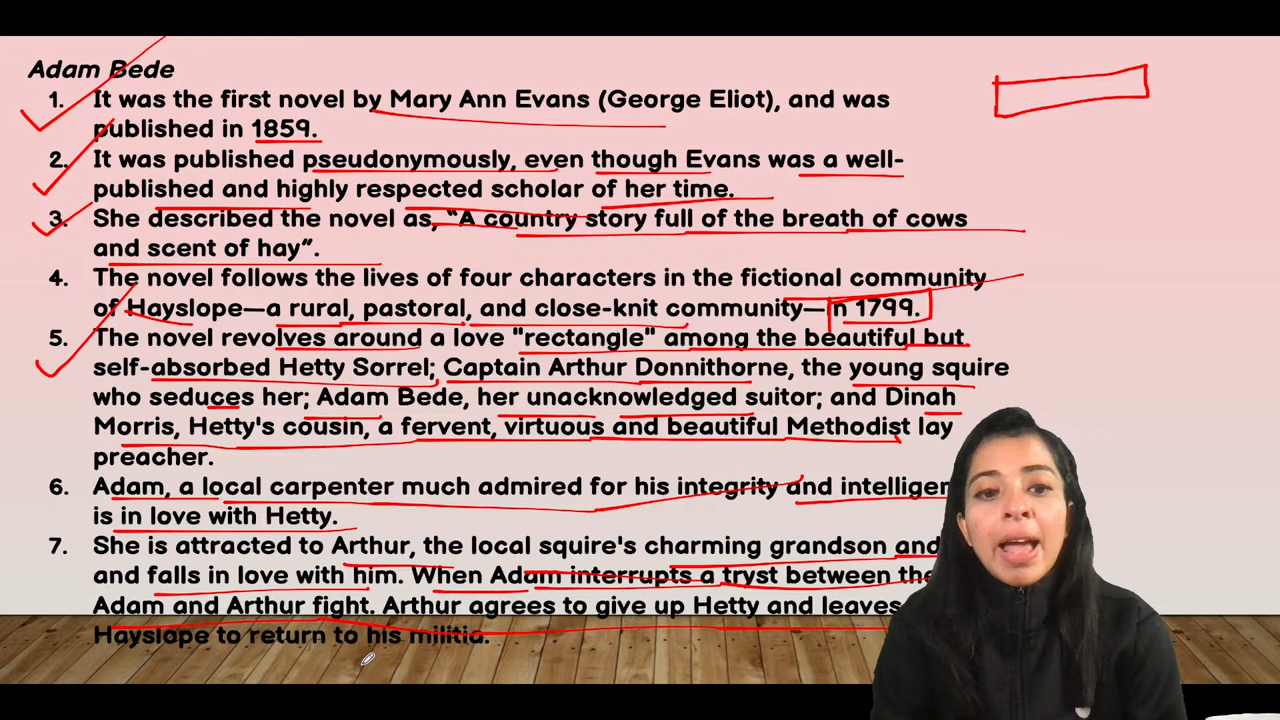 Adam Bede
1. It was the first novel by Mary Ann Evans (George Eliot), and was
published in 1859.
2. It was published pseudonymously, even though Evans was a well-
published and highly respected scholar of her time.
3. She described the novel as, “A country story full of the breath of cows
and scent of hay”.
4. The novel follows the lives of four characters in the fictional community
of Hayslope—a rural, pastoral, and close-knit community—in 1799.
5. The novel revolves around a love "rectangle" among the beautiful but
self-absorbed Hetty Sorrel; Captain Arthur Donnithorne, the young squire
who seduces her; Adam Bede, her unacknowledged suitor; and Dinah
Morris, Hetty's cousin, a fervent, virtuous and beautiful Methodist lay
preacher.
6. Adam, a local carpenter much admired for his integrity and
is in love with Hetty.
7. She is attracted to Arthur, the local squire's charming grandson and
and falls in love with him. When Adam interrupts a tryst between
Adam and Arthur fight. Arthur agrees to give up Hetty and leaves
Hayslope to return to his militia.